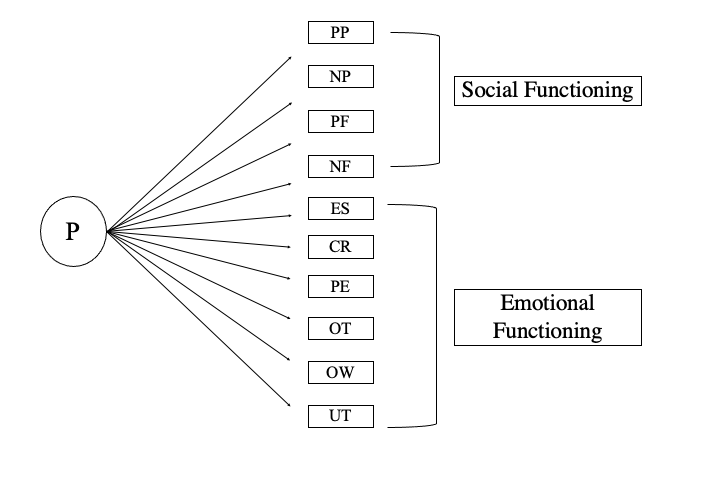 PP
NP
PF
NF
ES
CR
PE
OT
OW
UT
P
Social Functioning
Emotional
Functioning